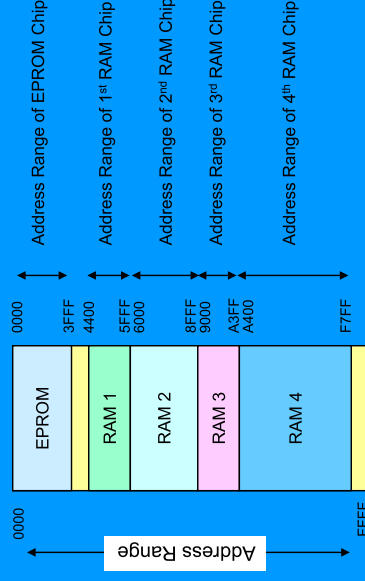 Address Range of EPROM Chip
Address Range of 1st RAM Chip
Address Range of 2nd RAM Chip
Address Range of 3rd RAM Chip
Address Range of 4th RAM Chip
0000
3FFF
4400
5FFF
6000
8FFF
9000
A3FF
A400
F7FF
EPROM
RAM 1
RAM 2
RAM 3
RAM 4
0000
FFFF
Address Range